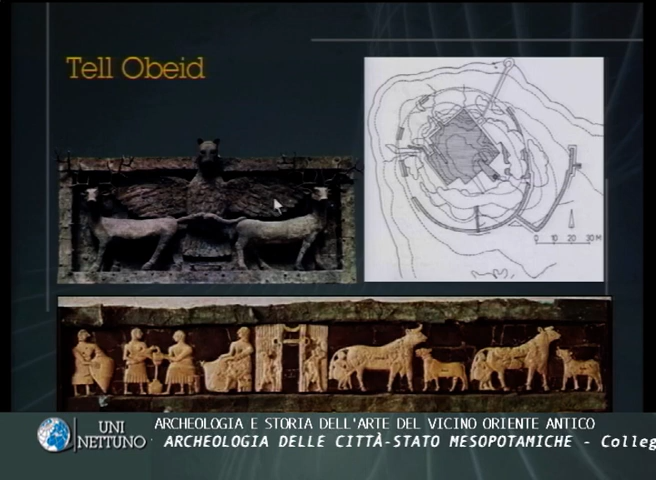 Tell Obeid
0 10 20 30 M
UNI
NETTUNO
ARCHEOLOGIA E STORIA DELL'ARTE DEL VICINO ORIENTE ANTICO
ARCHEOLOGIA DELLE CITTÀ-STATO MESOPOTAMICHE - Colleg